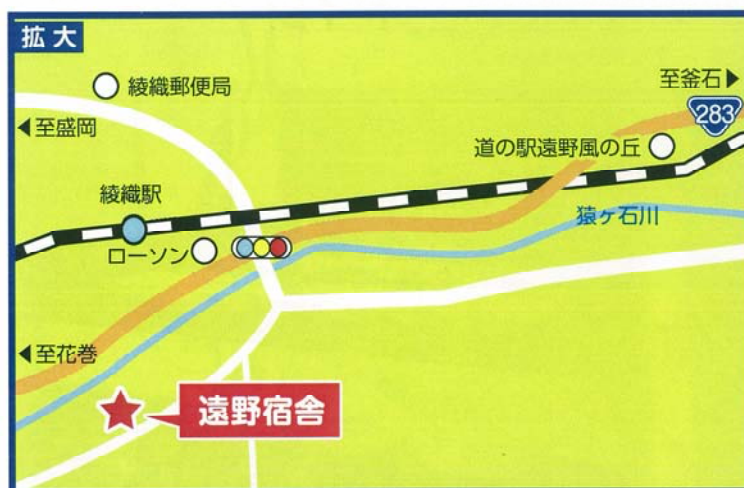 拡大
綾織郵便局
至釜石▶
283
◀至盛岡
道の駅遠野風の丘
綾織駅
猿ヶ石川
ローソン
◀至花巻
遠野宿舎